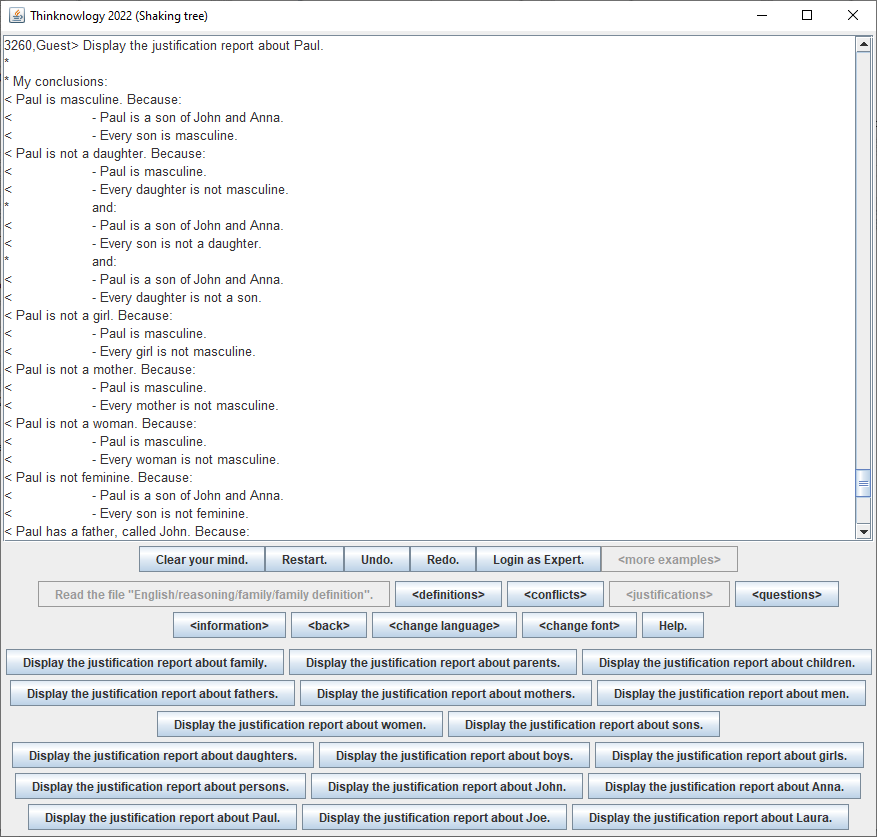 Thinknowlogy 2022 (Shaking tree)
3260,Guest> Display the justification report about Paul.
*
* My conclusions:
< Paul is masculine. Because:
< - Paul is a son of John and Anna.
< - Every son is masculine.
< Paul is not a daughter. Because:
< - Paul is masculine.
< - Every daughter is not masculine.
* and:
< - Paul is a son of John and Anna.
< - Every son is not a daughter.
* and:
< - Paul is a son of John and Anna.
< - Every daughter is not a son.
< Paul is not a girl. Because:
< - Paul is masculine.
< - Every girl is not masculine.
< Paul is not a mother. Because:
< - Paul is masculine.
< - Every mother is not masculine.
< Paul is not a woman. Because:
< - Paul is masculine.
< - Every woman is not masculine.
< Paul is not feminine. Because:
< - Paul is a son of John and Anna.
< - Every son is not feminine.
< Paul has a father, called John. Because:
Clear your mind. Restart. Undo. Redo. Login as Expert. <more examples>
Read the file "English/reasoning/family/family definition". <definitions> <conflicts> <justifications> <questions>
<information> <back> <change language> <change font> Help.
Display the justification report about family. Display the justification report about parents. Display the justification report about children.
Display the justification report about fathers. Display the justification report about mothers. Display the justification report about men.
Display the justification report about women. Display the justification report about sons.
Display the justification report about daughters. Display the justification report about boys. Display the justification report about girls.
Display the justification report about persons. Display the justification report about John. Display the justification report about Anna.
Display the justification report about Paul. Display the justification report about Joe. Display the justification report about Laura.